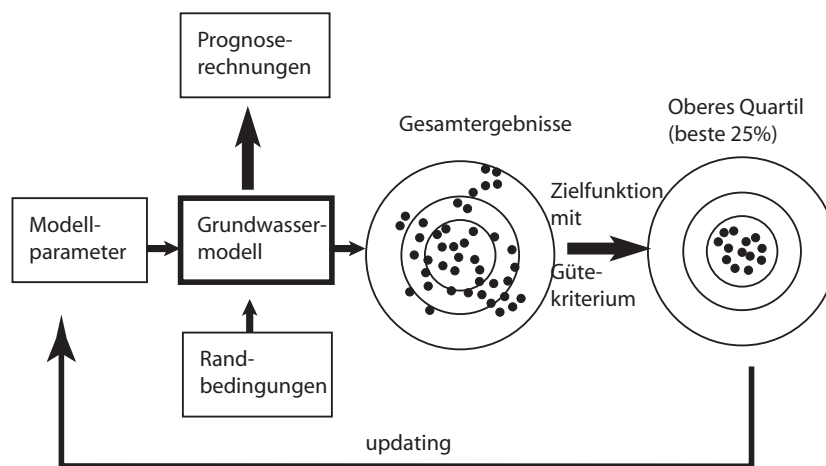 Prognose-
rechnungen
Gesamtergebnisse
Oberes Quartil
(beste 25%)
Modell-
parameter
Grundwasser-
modell
Zielfunktion
mit
Güte-
kriterium
Rand-
bedingungen
updating